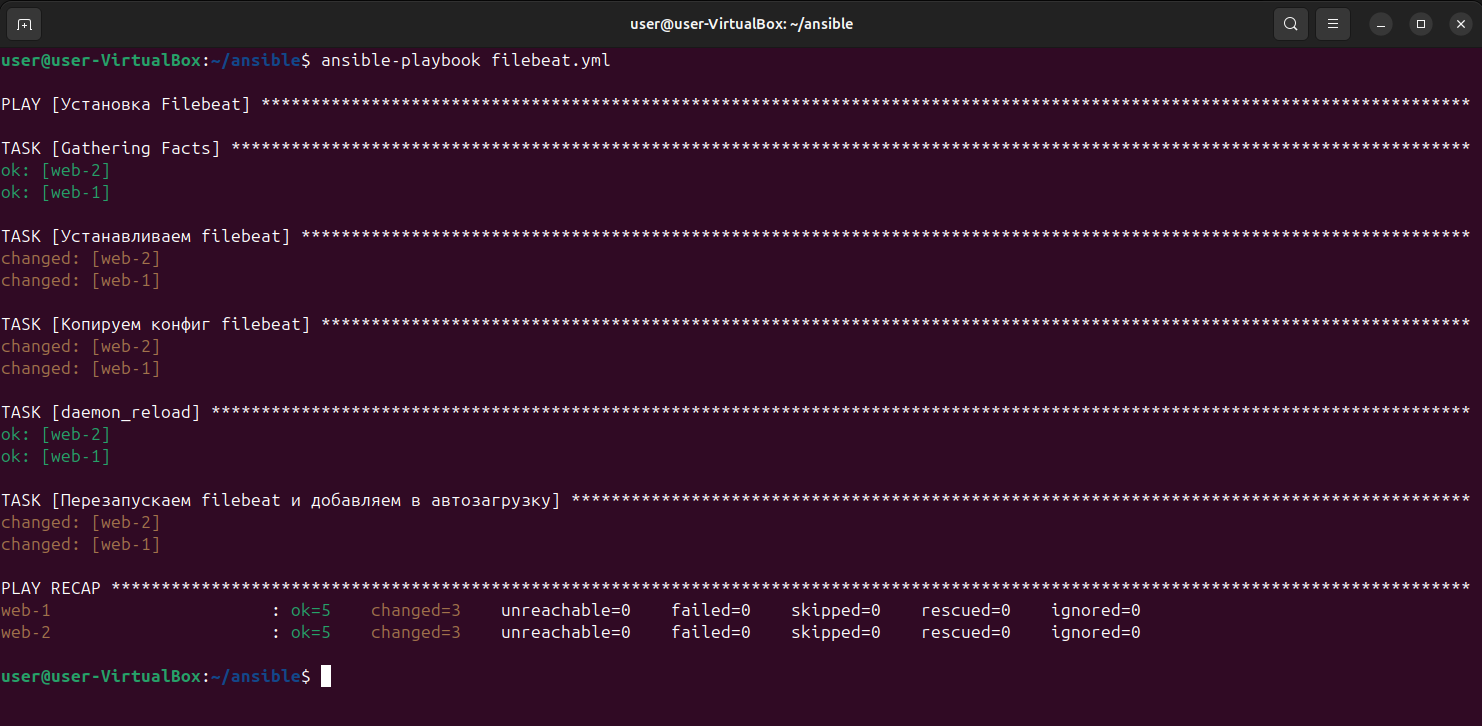 user@user-VirtualBox: ~/ansible
user@user-VirtualBox:~/ansible$ ansible-playbook filebeat.yml
PLAY [Установка Filebeat] *************************************************************************************************************************
TASK [Gathering Facts] ****************************************************************************************************************************
ok: [web-2]
ok: [web-1]
TASK [Устанавливаем filebeat] *********************************************************************************************************************
changed: [web-2]
changed: [web-1]
TASK [Копируем конфиг filebeat] *******************************************************************************************************************
changed: [web-2]
changed: [web-1]
TASK [daemon_reload] ******************************************************************************************************************************
ok: [web-2]
ok: [web-1]
TASK [Перезапускаем filebeat и добавляем в автозагрузку] ******************************************************************************************
changed: [web-2]
changed: [web-1]
PLAY RECAP ****************************************************************************************************************************************
web-1                      : ok=5    changed=3    unreachable=0    failed=0    skipped=0    rescued=0    ignored=0
web-2                      : ok=5    changed=3    unreachable=0    failed=0    skipped=0    rescued=0    ignored=0
user@user-VirtualBox:~/ansible$